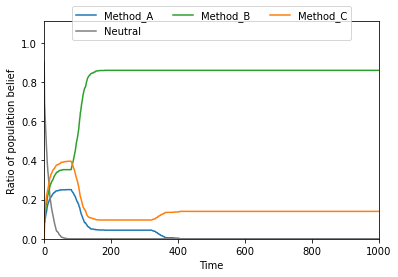 Method_A Method_B Method_C
Neutral
1.0
0.8
0.6
0.4
0.2
0.0
Ratio of population belief
0 200 400 600 800 1000
Time